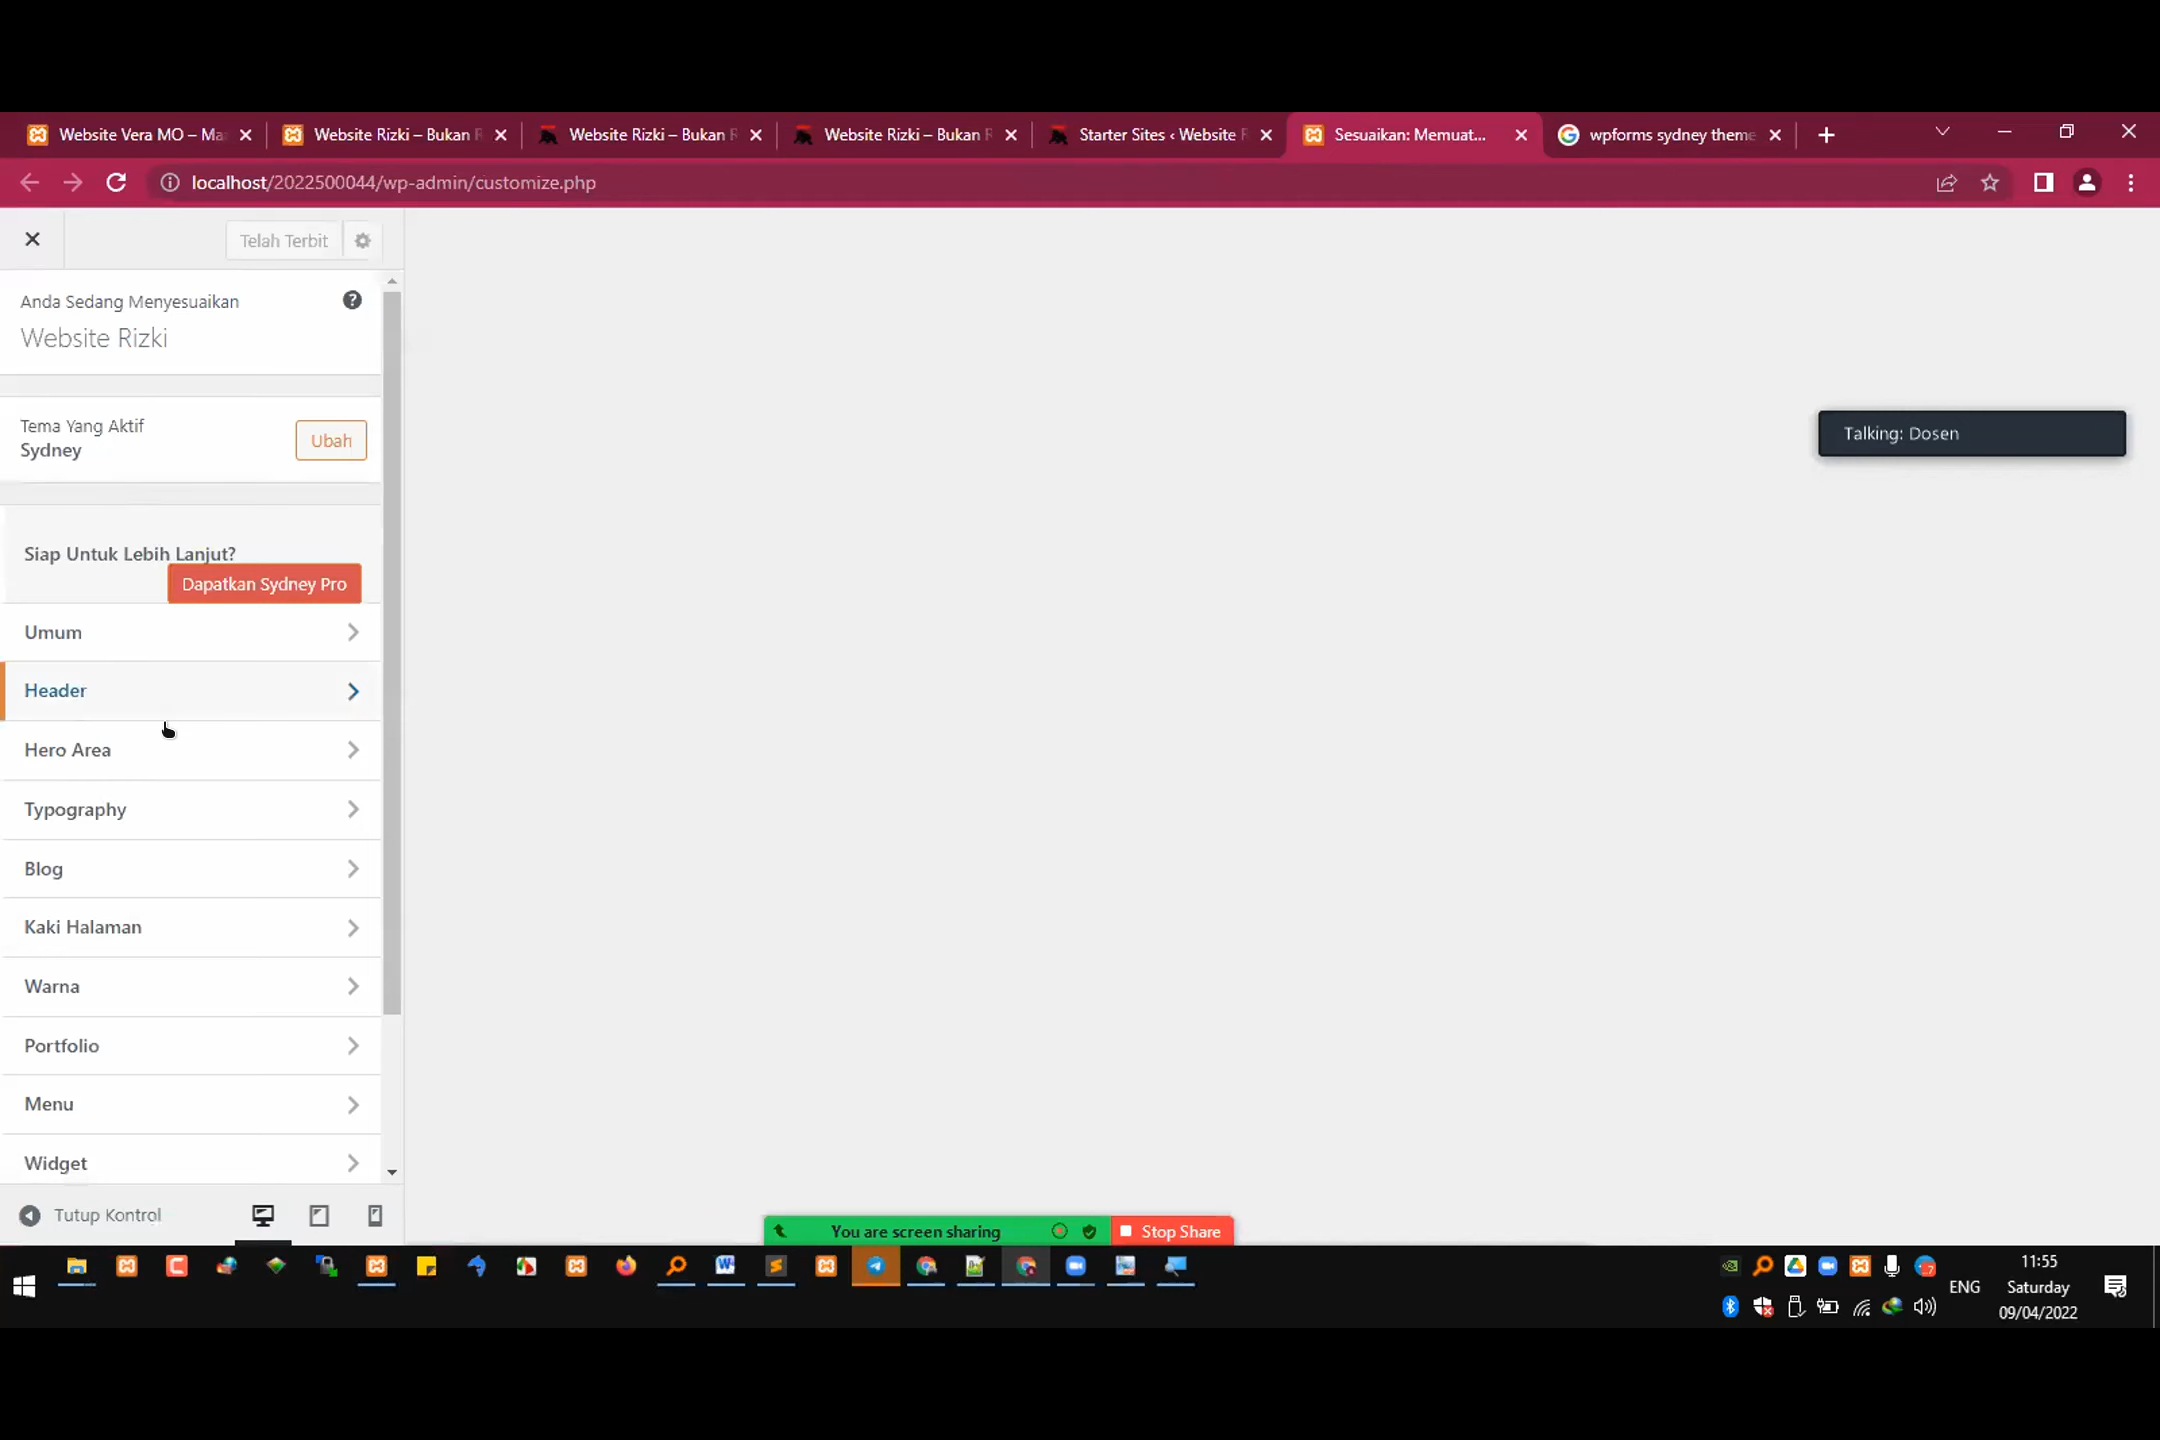 Website Vera MO – Ma
Website Rizki – Bukan R
Website Rizki – Bukan R
Website Rizki – Bukan R
Starter Sites ‹ Website R
Sesuaikan: Memuat...
wpforms sydney theme
localhost/2022500044/wp-admin/customize.php
Telah Terbit
Anda Sedang Menyesuaikan
Website Rizki
Tema Yang Aktif
Sydney
Ubah
Talking: Dosen
Siap Untuk Lebih Lanjut?
Dapatkan Sydney Pro
Umum
Header
Hero Area
Typography
Blog
Kaki Halaman
Warna
Portfolio
Menu
Widget
Tutup Kontrol
You are screen sharing
Stop Share
ENG
11:55
Saturday
09/04/2022